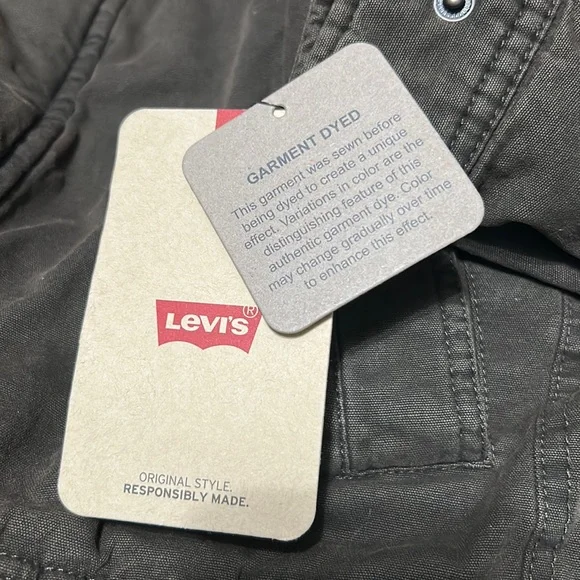 GARMENT DYED
This garment was sewn before
being dyed to create a unique
effect. Variations in color are the
distinguishing feature of this
authentic garment dye. Color
may change gradually over time
to enhance this effect.
LEVI'S®
ORIGINAL STYLE.
RESPONSIBLY MADE.